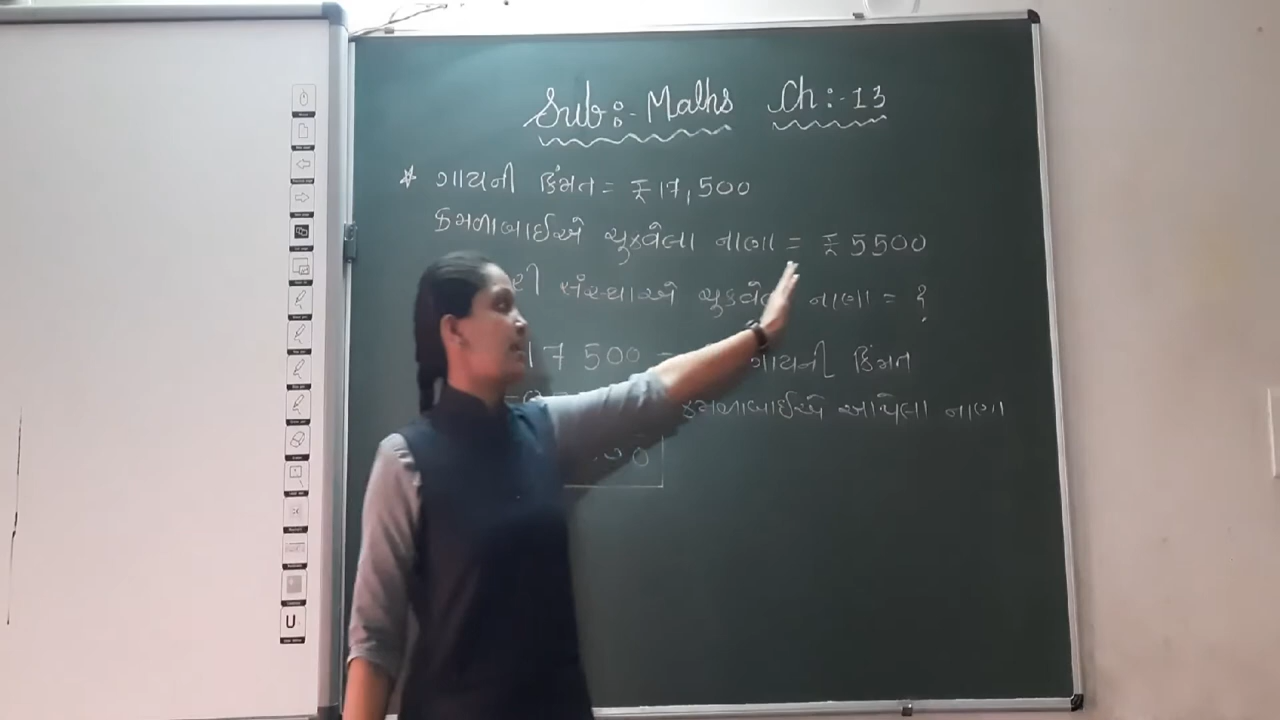 Sub:- Maths Ch:-13
* ગાયની કિંમત = ₹ 17,500
કમળાબાઈએ ચુકવેલા નાણા = ₹ 5500
સંસ્થાએ નાણા = ?
17 500 - ગાયની કિંમત
કમળાબાઈએ આપેલા નાણા
U